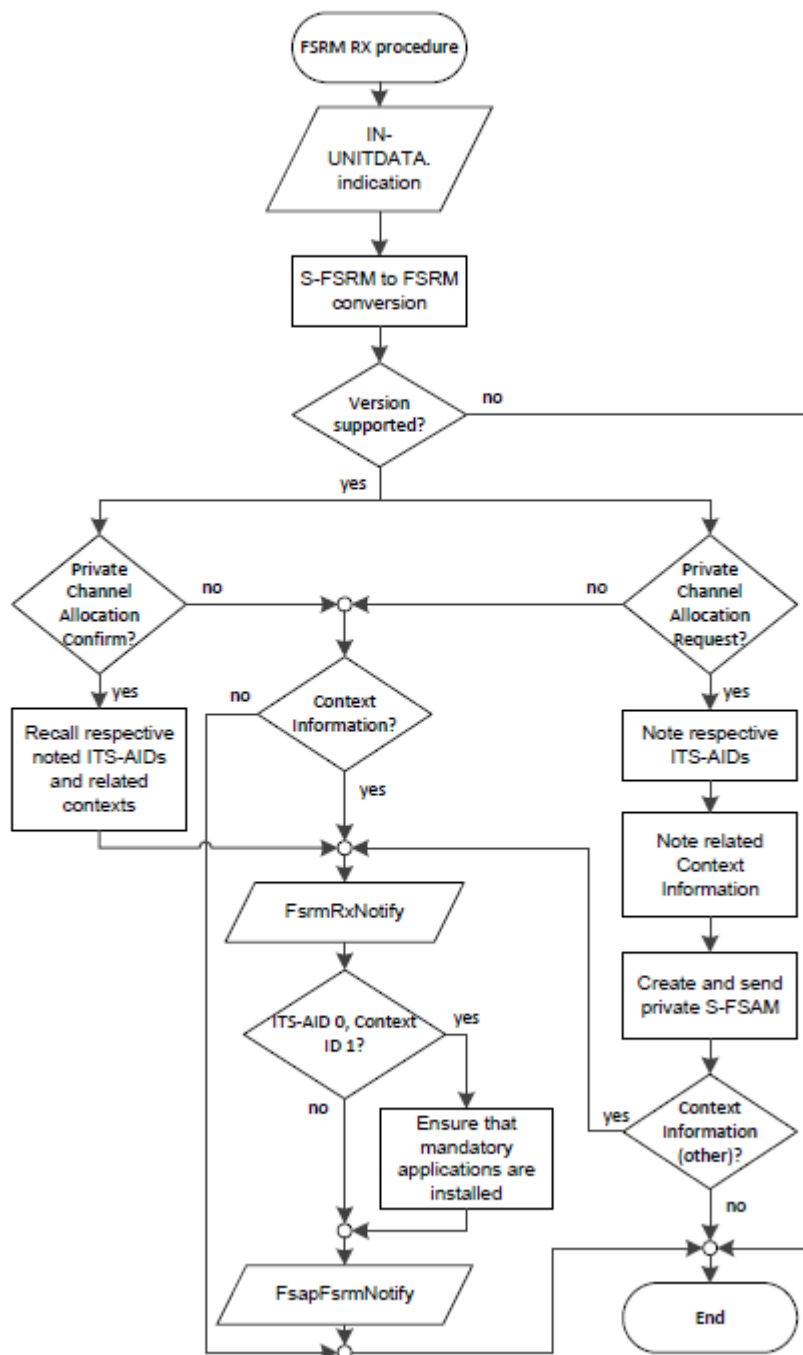 FSRM RX procedure
IN-
UNITDATA.
indication
S-FSRM to FSRM
conversion
Version
supported?
no
yes
Private
Channel
Allocation
Confirm?
no
no
Private
Channel
Allocation
Request?
yes
no
Context
Information?
yes
Recall respective
noted ITS-AIDs
and related
contexts
Note respective
ITS-AIDs
yes
Note related
Context
Information
FsrmRxNotify
Create and send
private S-FSAM
ITS-AID 0, Context
ID 1?
yes
no
yes
Context
Information
(other)?
Ensure that
mandatory
applications are
installed
no
FsapFsrmNotify
End